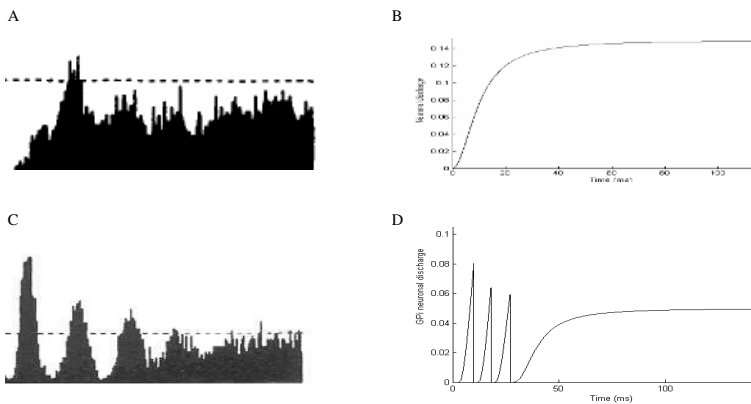 A
B
0.14
0.12
0.1
0.08
0.06
0.04
0.02
0
Neuronal discharge
0 20 40 60 80 100
Time (ms)
C
D
0.1
0.08
0.06
0.04
0.02
0
GPi neuronal discharge
0 50 100
Time (ms)